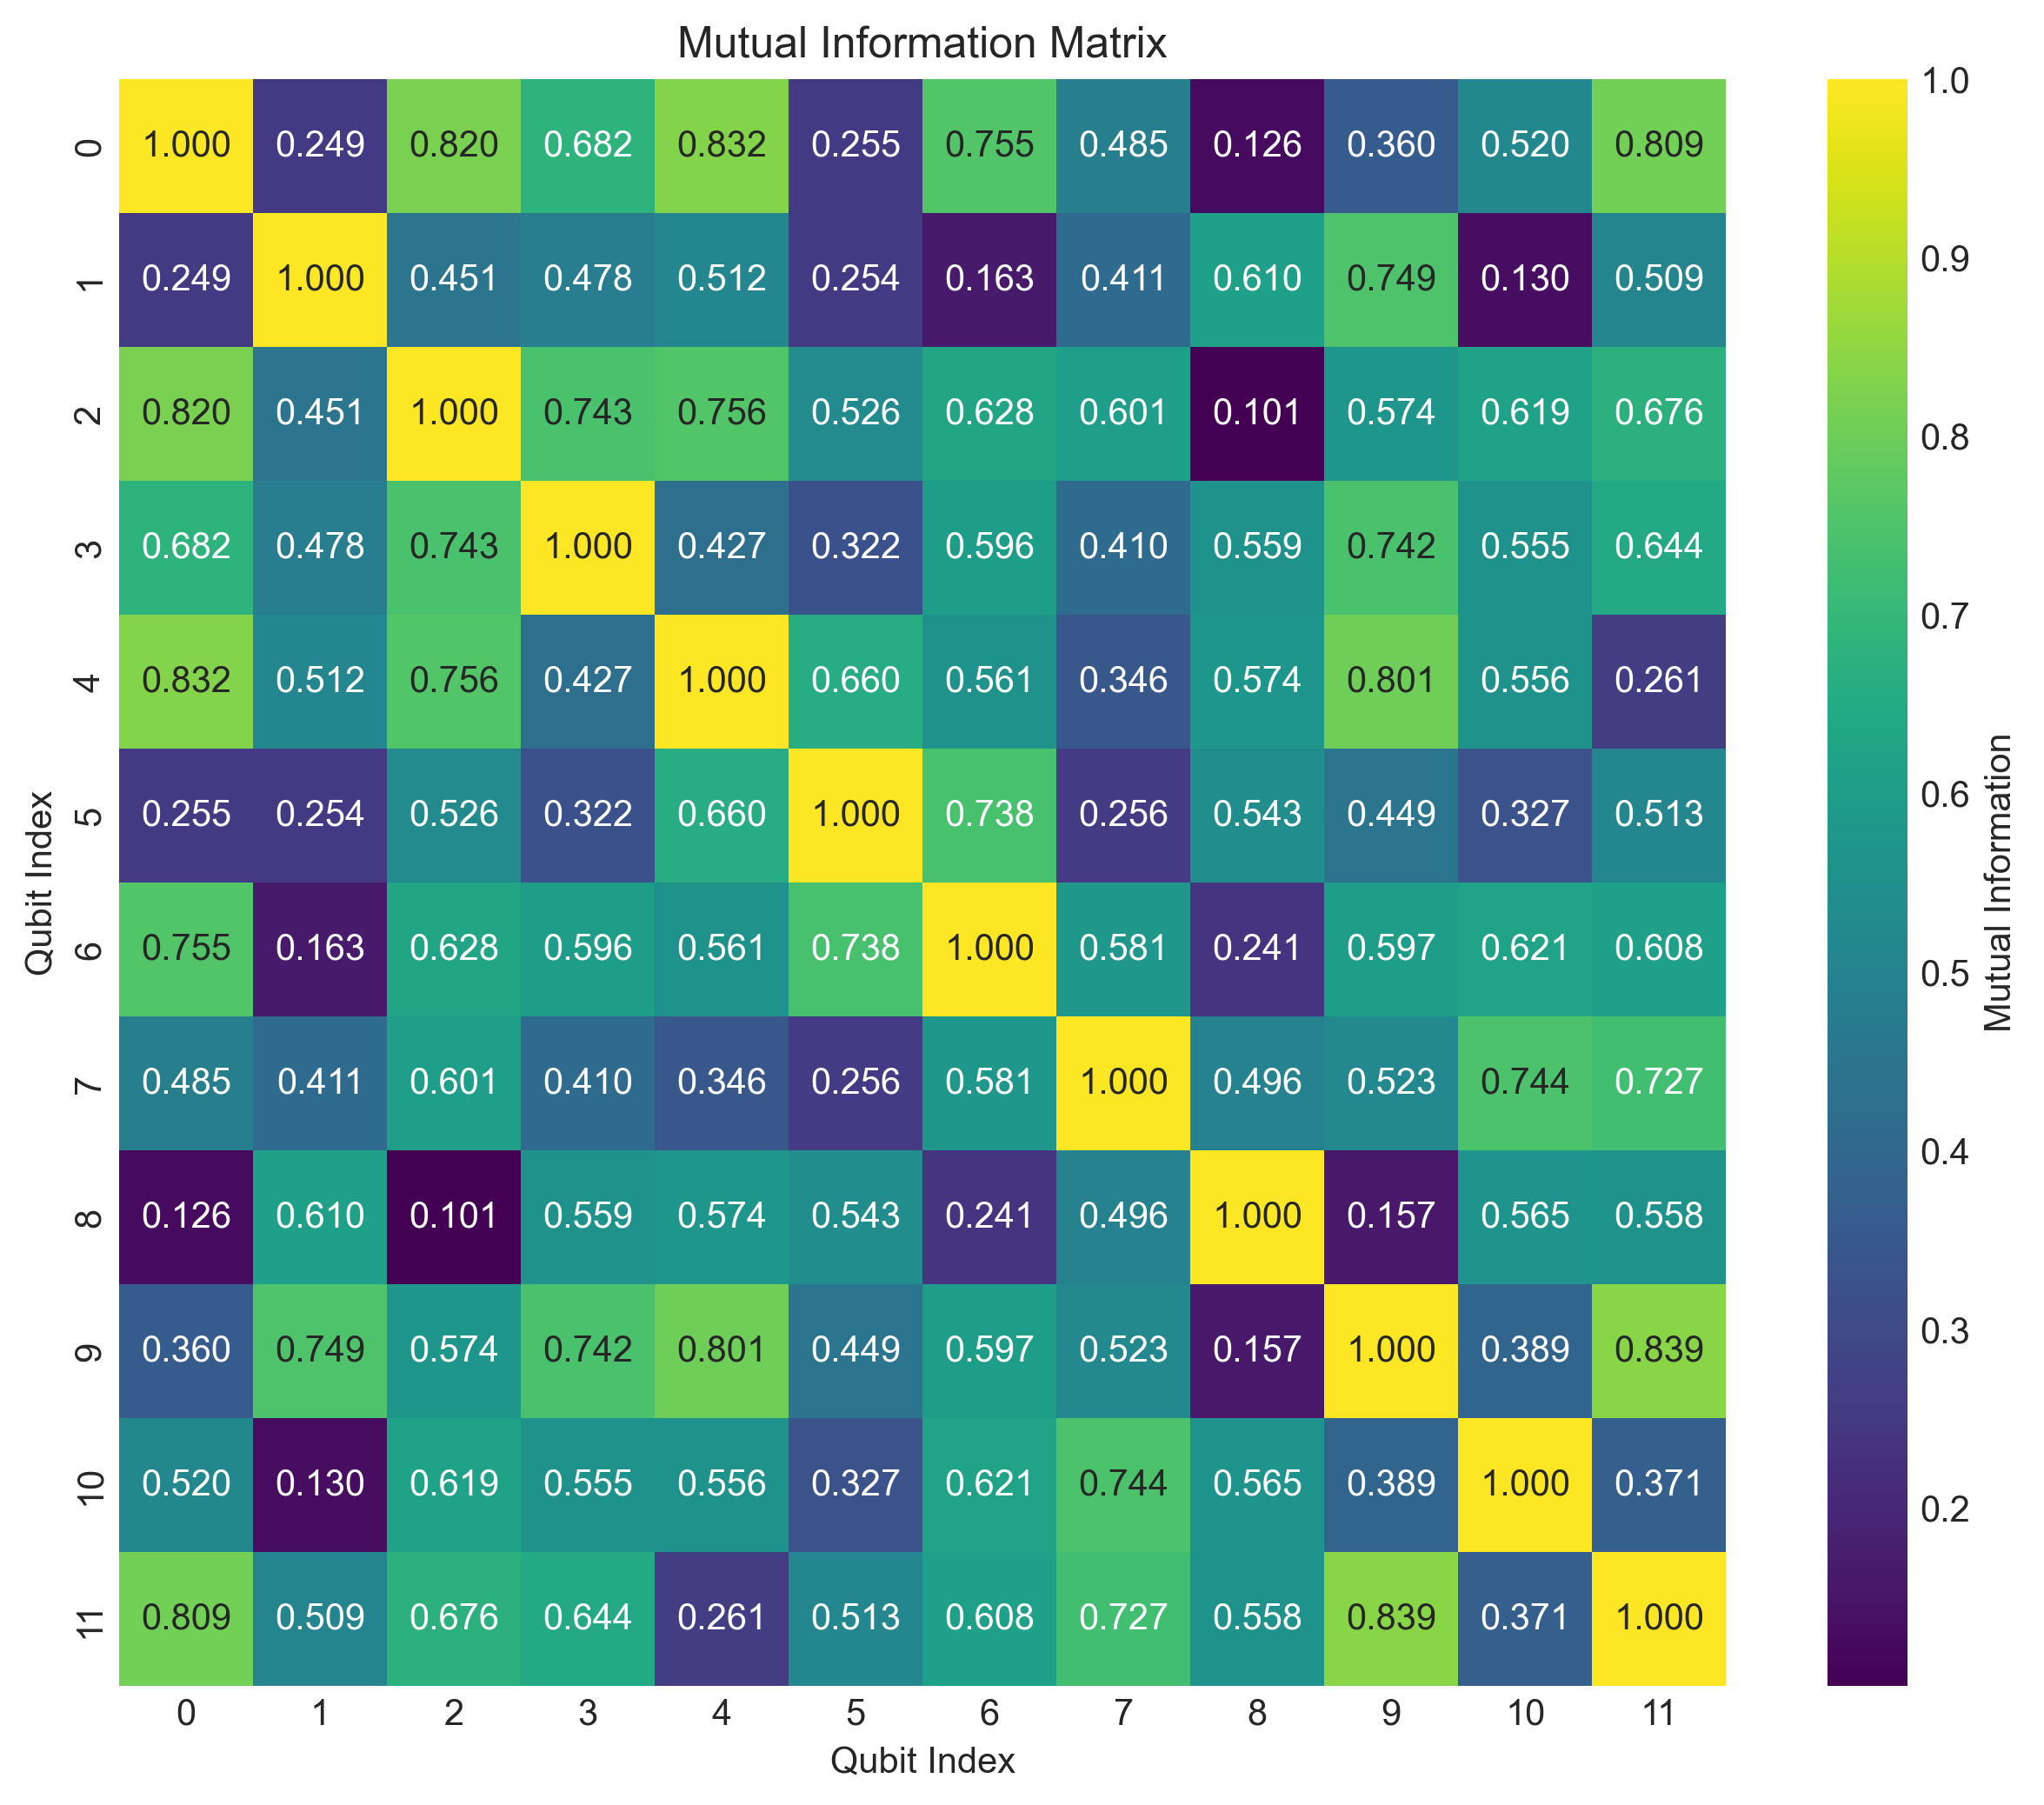 Mutual Information Matrix
0 1.000 0.249 0.820 0.682 0.832 0.255 0.755 0.485 0.126 0.360 0.520 0.809
1 0.249 1.000 0.451 0.478 0.512 0.254 0.163 0.411 0.610 0.749 0.130 0.509
2 0.820 0.451 1.000 0.743 0.756 0.526 0.628 0.601 0.101 0.574 0.619 0.676
3 0.682 0.478 0.743 1.000 0.427 0.322 0.596 0.410 0.559 0.742 0.555 0.644
4 0.832 0.512 0.756 0.427 1.000 0.660 0.561 0.346 0.574 0.801 0.556 0.261
5 0.255 0.254 0.526 0.322 0.660 1.000 0.738 0.256 0.543 0.449 0.327 0.513
6 0.755 0.163 0.628 0.596 0.561 0.738 1.000 0.581 0.241 0.597 0.621 0.608
7 0.485 0.411 0.601 0.410 0.346 0.256 0.581 1.000 0.496 0.523 0.744 0.727
8 0.126 0.610 0.101 0.559 0.574 0.543 0.241 0.496 1.000 0.157 0.565 0.558
9 0.360 0.749 0.574 0.742 0.801 0.449 0.597 0.523 0.157 1.000 0.389 0.839
10 0.520 0.130 0.619 0.555 0.556 0.327 0.621 0.744 0.565 0.389 1.000 0.371
11 0.809 0.509 0.676 0.644 0.261 0.513 0.608 0.727 0.558 0.839 0.371 1.000
0 1 2 3 4 5 6 7 8 9 10 11
Qubit Index
Qubit Index
1.0
0.9
0.8
0.7
0.6
0.5
0.4
0.3
0.2
Mutual Information